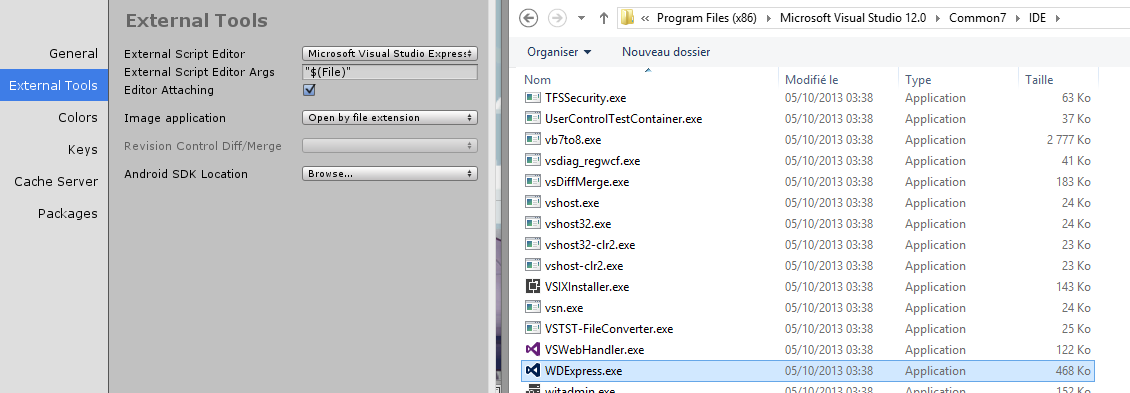 External Tools
General
External Tools
Colors
Keys
Cache Server
Packages
External Script Editor Microsoft Visual Studio Express
External Script Editor Args "$(File)"
Editor Attaching
Image application Open by file extension
Revision Control Diff/Merge
Android SDK Location Browse...
« Program Files (x86) Microsoft Visual Studio 12.0 Common7 IDE
Organiser Nouveau dossier
Nom Modifié le Type Taille
TFSSecurity.exe 05/10/2013 03:38 Application 63 Ko
UserControlTestContainer.exe 05/10/2013 03:38 Application 37 Ko
vb7to8.exe 05/10/2013 03:38 Application 2 777 Ko
vsdiag_regwcf.exe 05/10/2013 03:38 Application 41 Ko
vsDiffMerge.exe 05/10/2013 03:38 Application 183 Ko
vshost.exe 05/10/2013 03:38 Application 24 Ko
vshost32.exe 05/10/2013 03:38 Application 24 Ko
vshost32-clr2.exe 05/10/2013 03:38 Application 23 Ko
vshost-clr2.exe 05/10/2013 03:38 Application 23 Ko
VSIXInstaller.exe 05/10/2013 03:38 Application 143 Ko
vsn.exe 05/10/2013 03:38 Application 24 Ko
VSTST-FileConverter.exe 05/10/2013 03:38 Application 25 Ko
VSWebHandler.exe 05/10/2013 03:38 Application 122 Ko
WDExpress.exe 05/10/2013 03:38 Application 468 Ko
witadmin.exe 05/10/2013 03:38 Application 152 Ko